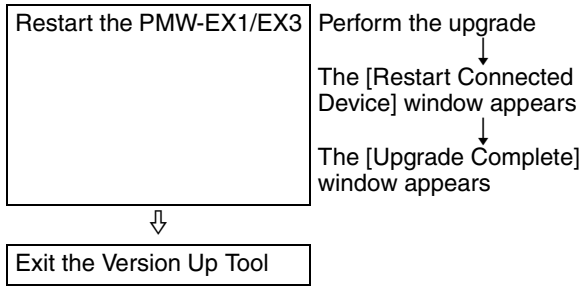 Restart the PMW-EX1/EX3
Perform the upgrade
The [Restart Connected
Device] window appears
The [Upgrade Complete]
window appears
Exit the Version Up Tool